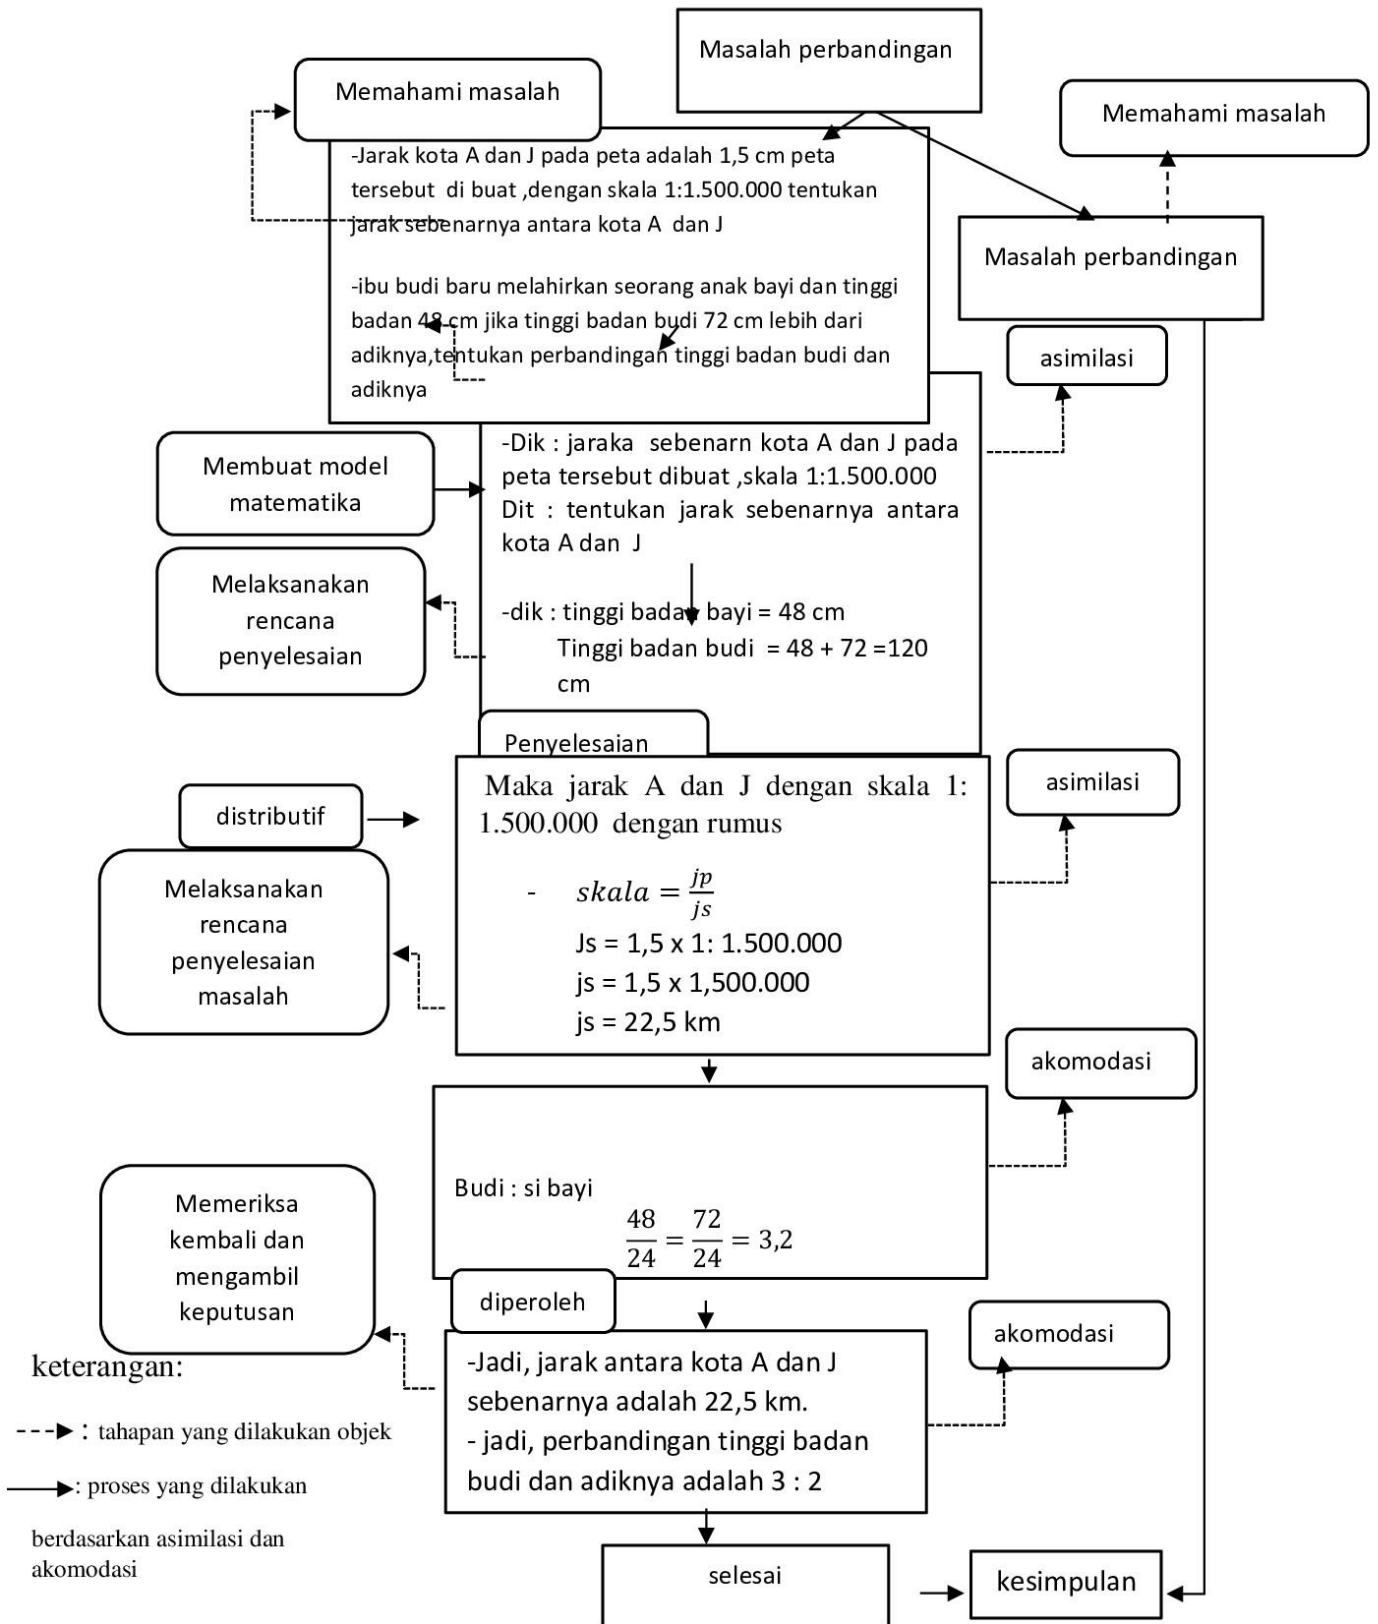 Masalah perbandingan
Memahami masalah
Memahami masalah
-Jarak kota A dan J pada peta adalah 1,5 cm peta
tersebut di buat ,dengan skala 1:1.500.000 tentukan
jarak sebenarnya antara kota A dan J
-ibu budi baru melahirkan seorang anak bayi dan tinggi
badan 48 cm jika tinggi badan budi 72 cm lebih dari
adiknya,tentukan perbandingan tinggi badan budi dan
adiknya
Masalah perbandingan
asimilasi
Membuat model
matematika
-Dik : jaraka sebenarn kota A dan J pada
peta tersebut dibuat ,skala 1:1.500.000
Dit : tentukan jarak sebenarnya antara
kota A dan J
Melaksanakan
rencana
penyelesaian
-dik : tinggi badan bayi = 48 cm
Tinggi badan budi = 48 + 72 =120
cm
Penyelesaian
Maka jarak A dan J dengan skala 1:
1.500.000 dengan rumus
- skala = jp/js
Js = 1,5 x 1: 1.500.000
js = 1,5 x 1,500.000
js = 22,5 km
asimilasi
distributif
Melaksanakan
rencana
penyelesaian
masalah
akomodasi
Budi : si bayi
48/24 = 72/24 = 3,2
Memeriksa
kembali dan
mengambil
keputusan
diperoleh
-Jadi, jarak antara kota A dan J
sebenarnya adalah 22,5 km.
- jadi, perbandingan tinggi badan
budi dan adiknya adalah 3 : 2
akomodasi
keterangan:
: tahapan yang dilakukan objek
: proses yang dilakukan
berdasarkan asimilasi dan
akomodasi
selesai
kesimpulan